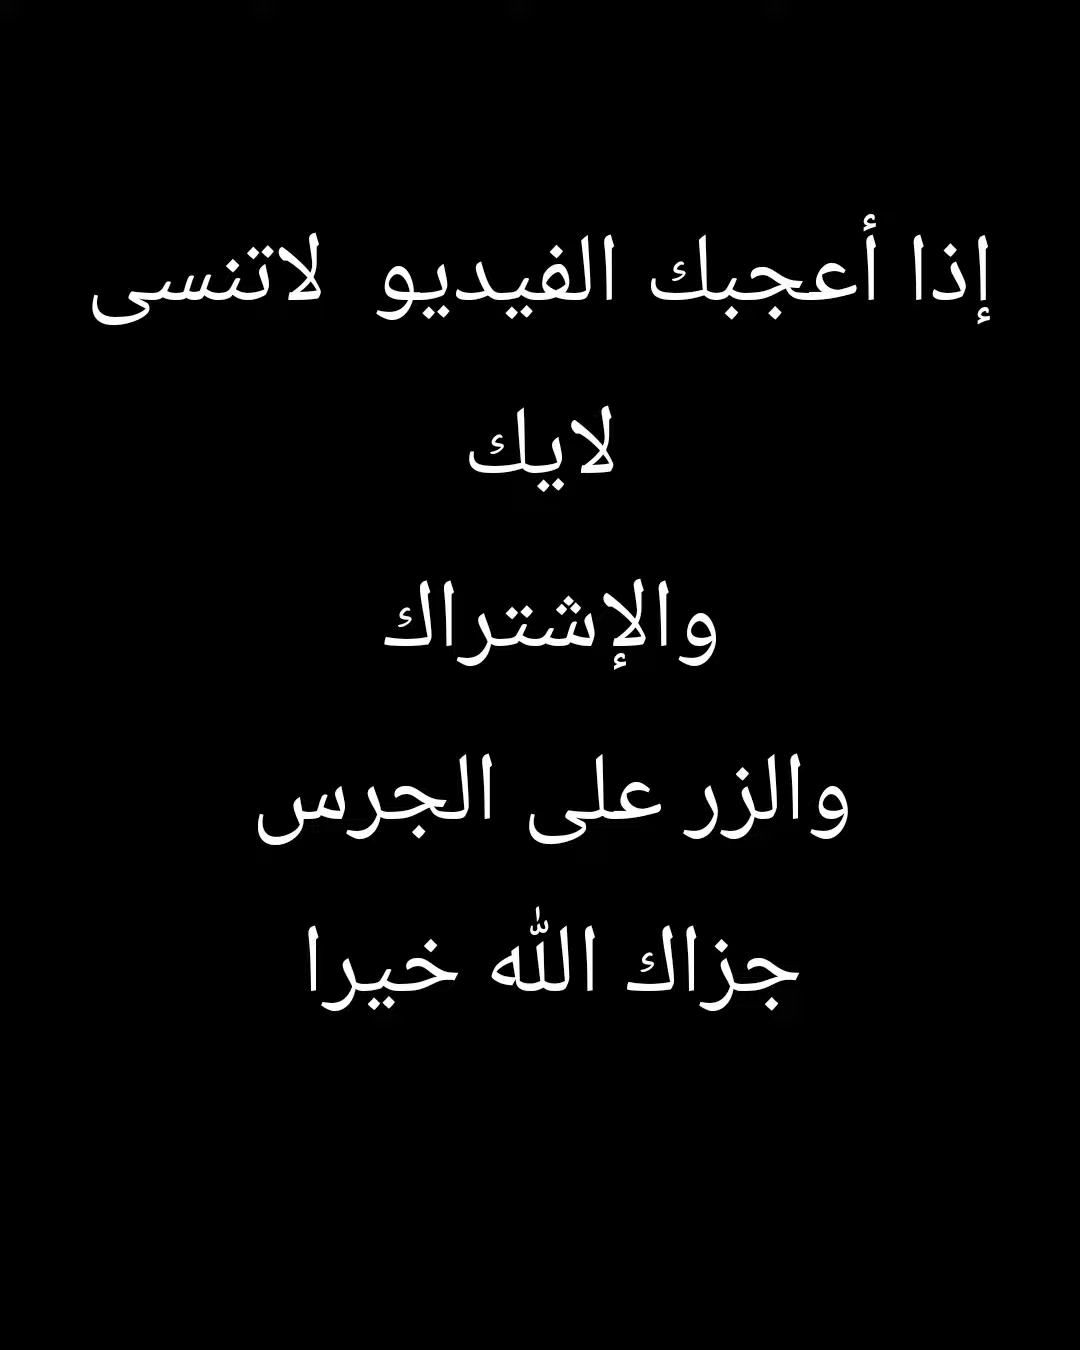 إذا أعجبك الفيديو لاتنسى
لايك
والإشتراك
والزر على الجرس
جزاك الله خيرا